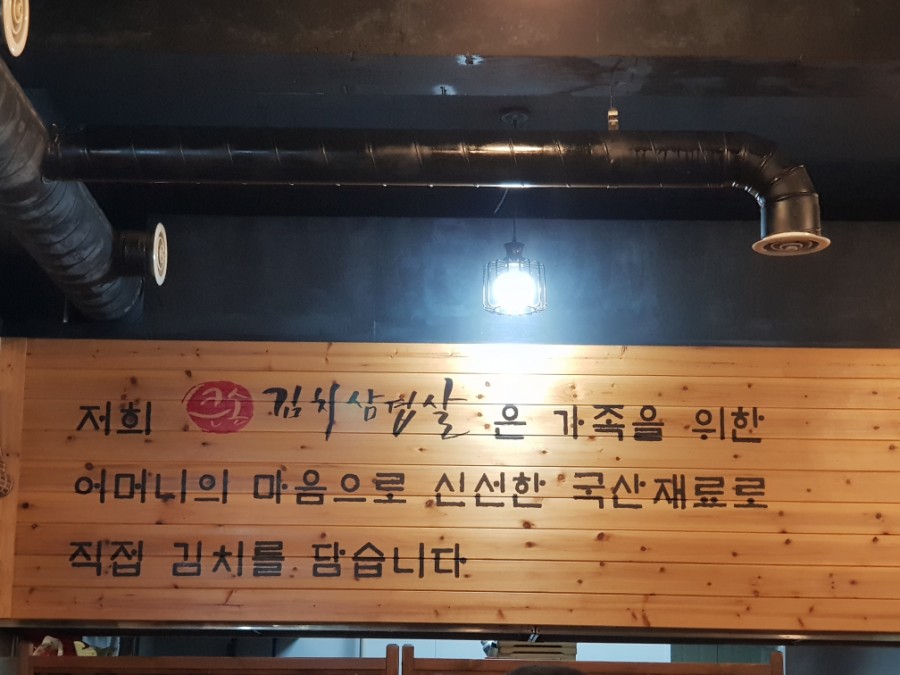 저희 큰손 김치삼겹살은 가족을 위한
어머니의 마음으로 신선한 국산재료로
직접 김치를 담습니다